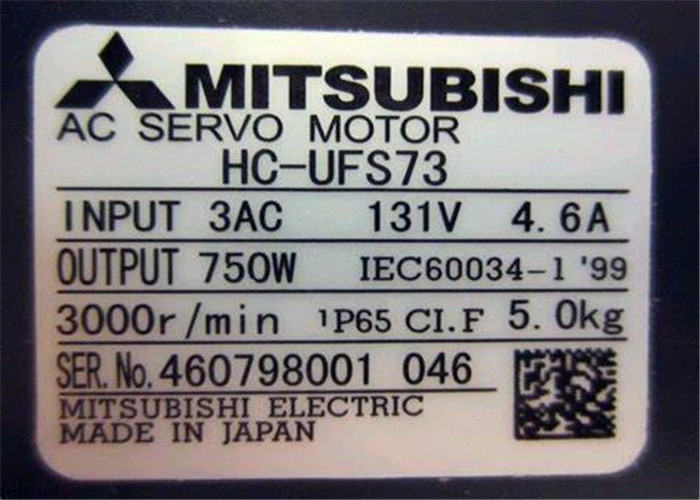 MITSUBISHI
AC SERVO MOTOR
HC-UFS73
INPUT 3AC 131V 4.6A
OUTPUT 750W IEC60034-1 '99
3000r/min IP65 CI.F 5.0kg
SER.No.460798001 046
MITSUBISHI ELECTRIC
MADE IN JAPAN